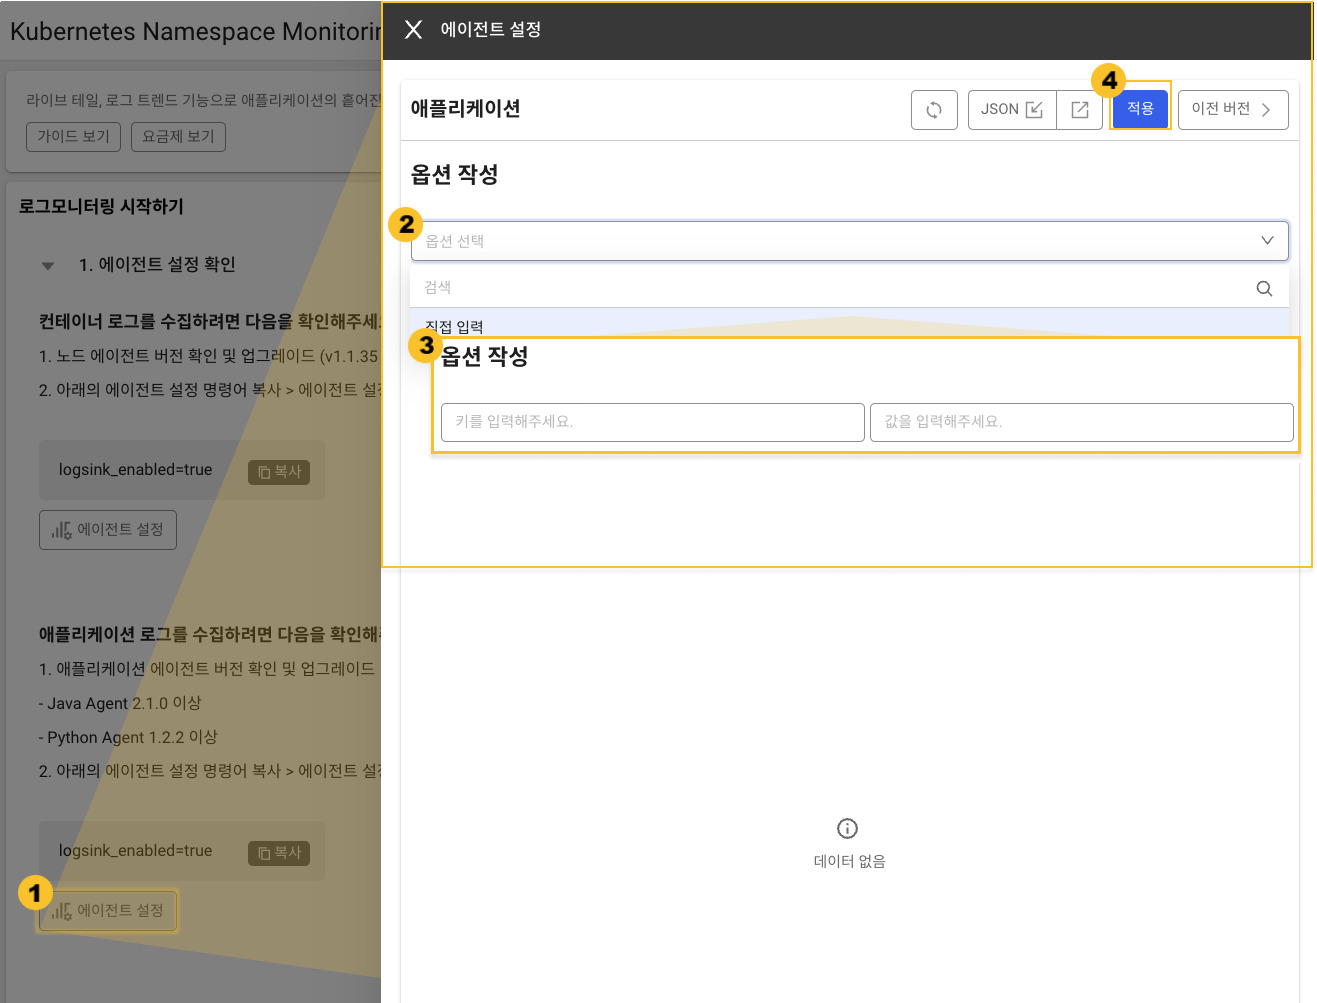 Kubernetes Namespace Monitorin
라이브 테일, 로그 트렌드 기능으로 애플리케이션의 흩어진
가이드 보기
요금제 보기
로그모니터링 시작하기
1. 에이전트 설정 확인
컨테이너 로그를 수집하려면 다음을 확인해주세요
1. 노드 에이전트 버전 확인 및 업그레이드 (v1.1.35
2. 아래의 에이전트 설정 명령어 복사 > 에이전트 설정
logsink_enabled=true
복사
에이전트 설정
애플리케이션 로그를 수집하려면 다음을 확인해주
1. 애플리케이션 에이전트 버전 확인 및 업그레이드
- Java Agent 2.1.0 이상
- Python Agent 1.2.2 이상
2. 아래의 에이전트 설정 명령어 복사 > 에이전트 설정
logsink_enabled=true
복사
1
에이전트 설정
에이전트 설정
애플리케이션
JSON
4
적용
이전 버전
옵션 작성
2
옵션 선택
검색
직접 입력
3
옵션 작성
키를 입력해주세요.
값을 입력해주세요.
데이터 없음